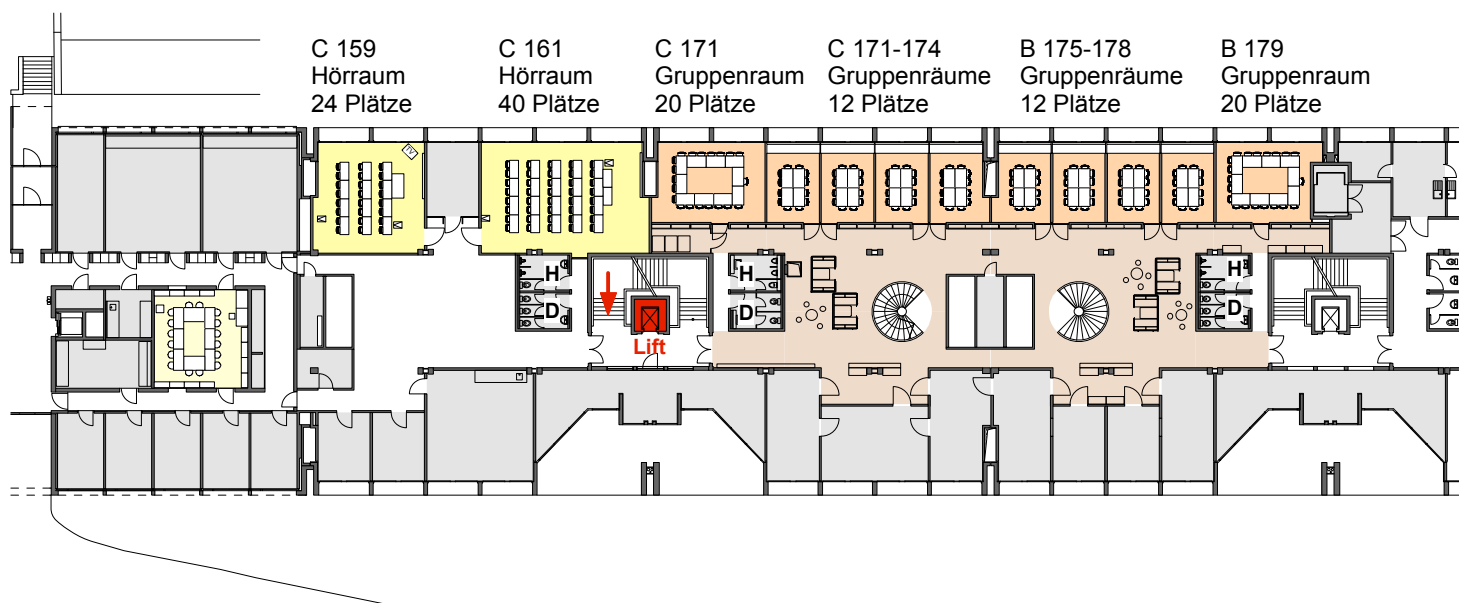 C 159
Hörraum
24 Plätze
C 161
Hörraum
40 Plätze
C 171
Gruppenraum
20 Plätze
C 171-174
Gruppenräume
12 Plätze
B 175-178
Gruppenräume
12 Plätze
B 179
Gruppenraum
20 Plätze
TV
H
D
H
D
H
D
Lift